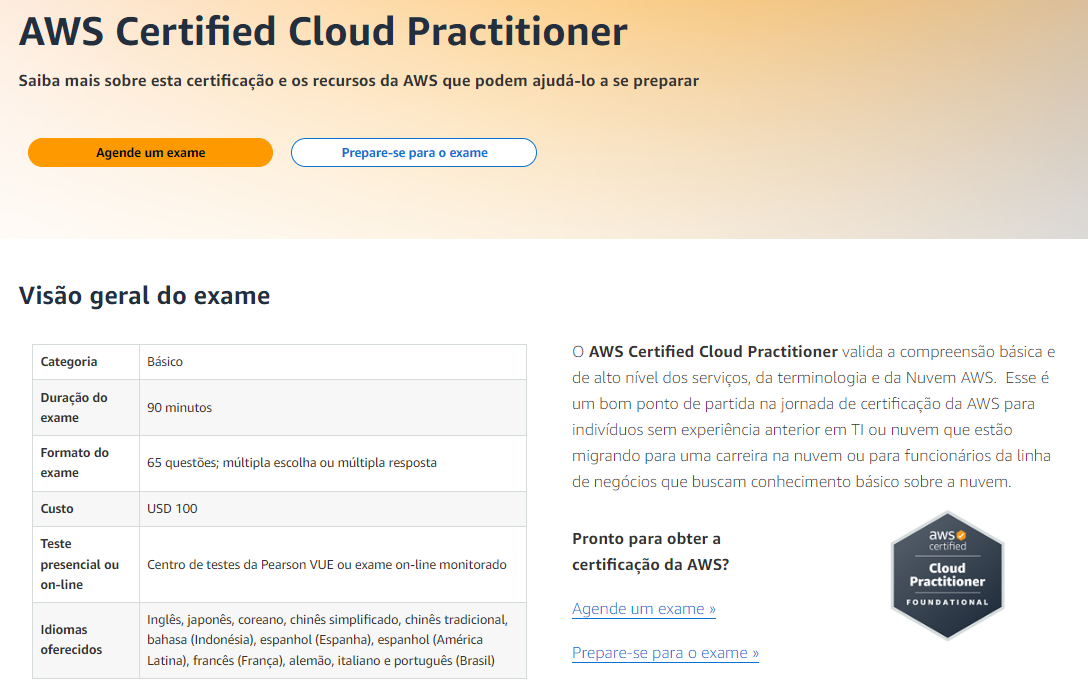 AWS Certified Cloud Practitioner
Saiba mais sobre esta certificação e os recursos da AWS que podem ajudá-lo a se preparar
Agende um exame
Prepare-se para o exame
Visão geral do exame
Categoria
Básico
Duração do
exame
90 minutos
Formato do
exame
65 questões; múltipla escolha ou múltipla resposta
Custo
USD 100
Teste
presencial ou
on-line
Centro de testes da Pearson VUE ou exame on-line monitorado
Idiomas
oferecidos
Inglês, japonês, coreano, chinês simplificado, chinês tradicional,
bahasa (Indonésia), espanhol (Espanha), espanhol (América
Latina), francês (França), alemão, italiano e português (Brasil)
O AWS Certified Cloud Practitioner valida a compreensão básica e
de alto nível dos serviços, da terminologia e da Nuvem AWS. Esse é
um bom ponto de partida na jornada de certificação da AWS para
indivíduos sem experiência anterior em TI ou nuvem que estão
migrando para uma carreira na nuvem ou para funcionários da linha
de negócios que buscam conhecimento básico sobre a nuvem.
Pronto para obter a
certificação da AWS?
Agende um exame »
Prepare-se para o exame »
aws
certified
Cloud
Practitioner
FOUNDATIONAL